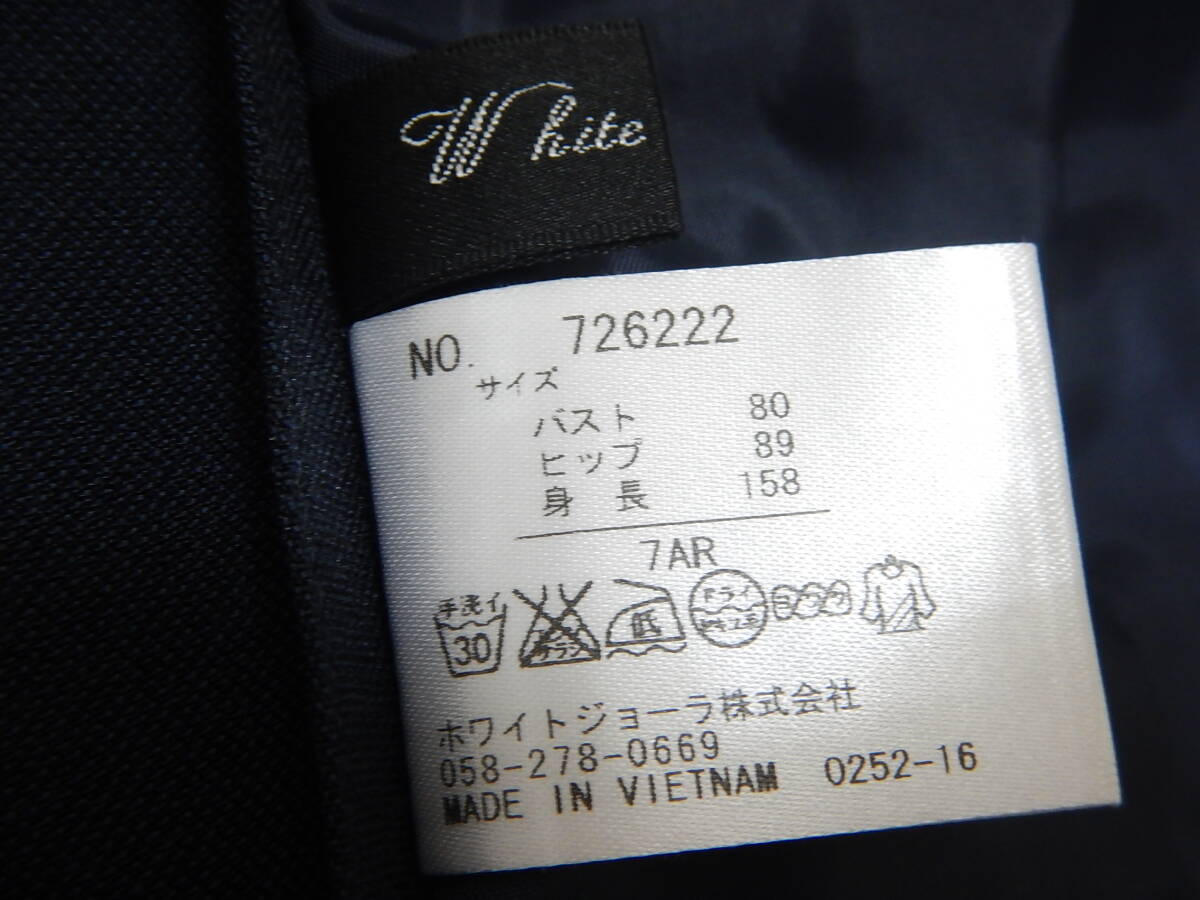 White
NO. 726222
サイズ
バスト 80
ヒップ 89
身長 158
7AR
手洗イ
30
低
ドライ
ホワイトジョーラ株式会社
058-278-0669
MADE IN VIETNAM 0252-16